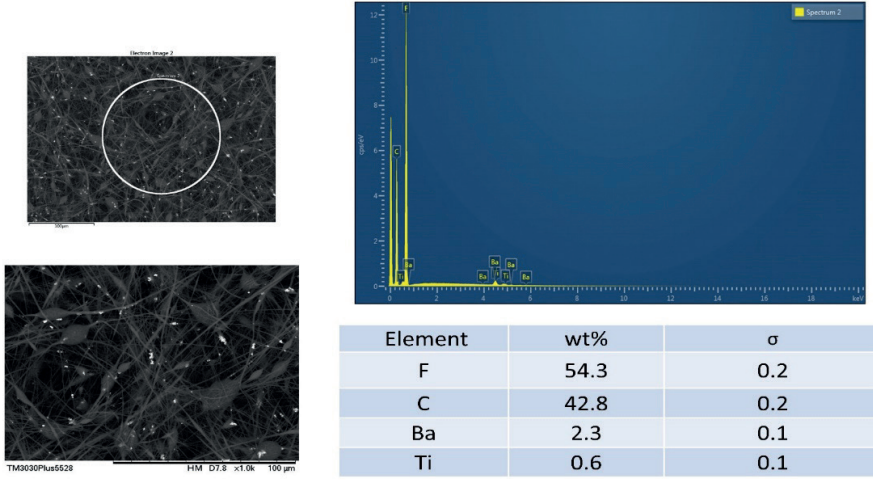 Electron Image 2
300µm
TM3030Plus5528 HM D7.8 x1.0k 100 µm
Spectrum 2
cps/eV
12
10
8
6
4
2
0
F
C
Ti
Ba
Ba
Ba
Ti
Ba
Ba
0 2 4 6 8 10 12 14 16 18 keV
Element wt% σ
F 54.3 0.2
C 42.8 0.2
Ba 2.3 0.1
Ti 0.6 0.1